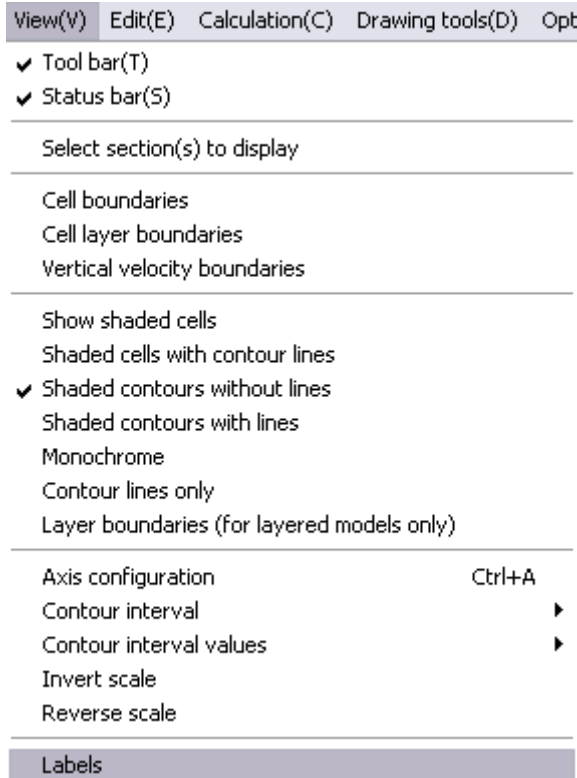 View(V) Edit(E) Calculation(C) Drawing tools(D) Opt
Tool bar(T)
Status bar(S)
Select section(s) to display
Cell boundaries
Cell layer boundaries
Vertical velocity boundaries
Show shaded cells
Shaded cells with contour lines
Shaded contours without lines
Shaded contours with lines
Monochrome
Contour lines only
Layer boundaries (for layered models only)
Axis configuration Ctrl+A
Contour interval
Contour interval values
Invert scale
Reverse scale
Labels